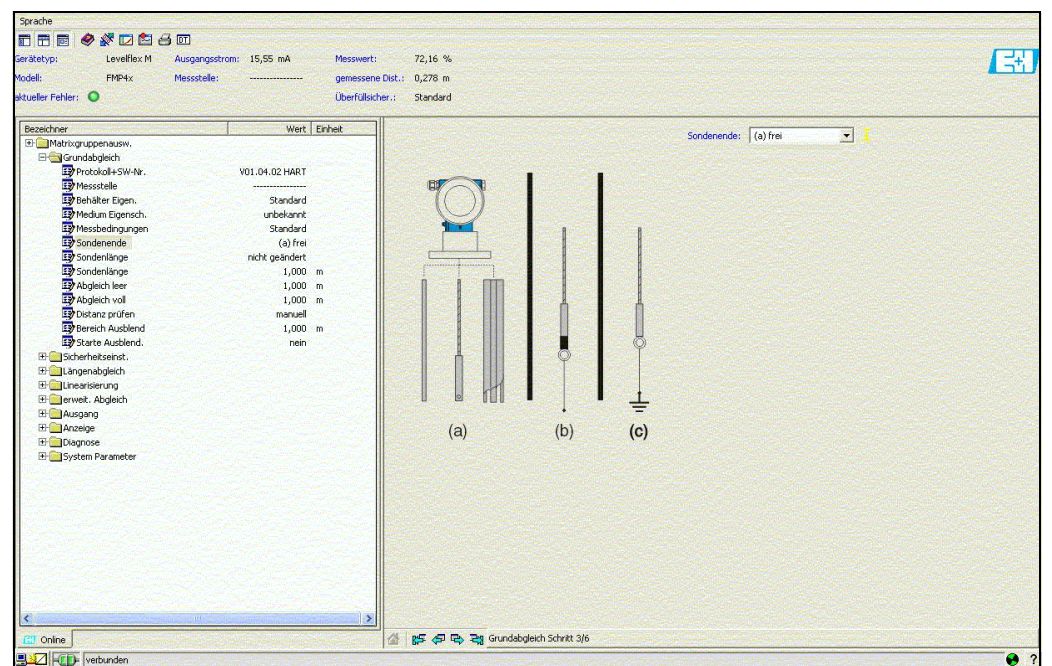 Sprache
DT
Gerätetyp: Levelflex M Ausgangsstrom: 15,55 mA Messwert: 72,16 %
Modell: FMP4x Messstelle: ---------------- gemessene Dist.: 0,278 m
aktueller Fehler: Überfüllsicher.: Standard
E+H
Bezeichner Wert Einheit
Sondenende: (a) frei
Matrixgruppenausw.
Grundabgleich
Protokoll+SW-Nr. V01.04.02 HART
Messstelle ----------------
Behälter Eigen. Standard
Medium Eigensch. unbekannt
Messbedingungen Standard
Sondenende (a) frei
Sondenlänge nicht geändert
Sondenlänge 1,000 m
Abgleich leer 1,000 m
Abgleich voll 1,000 m
Distanz prüfen manuell
Bereich Ausblend 1,000 m
Starte Ausblend. nein
Sicherheitseinst.
Längenabgleich
Linearisierung
erweit. Abgleich
Ausgang
Anzeige
Diagnose
System Parameter
(a) (b) (c)
Online
Grundabgleich Schritt 3/6
verbunden
?